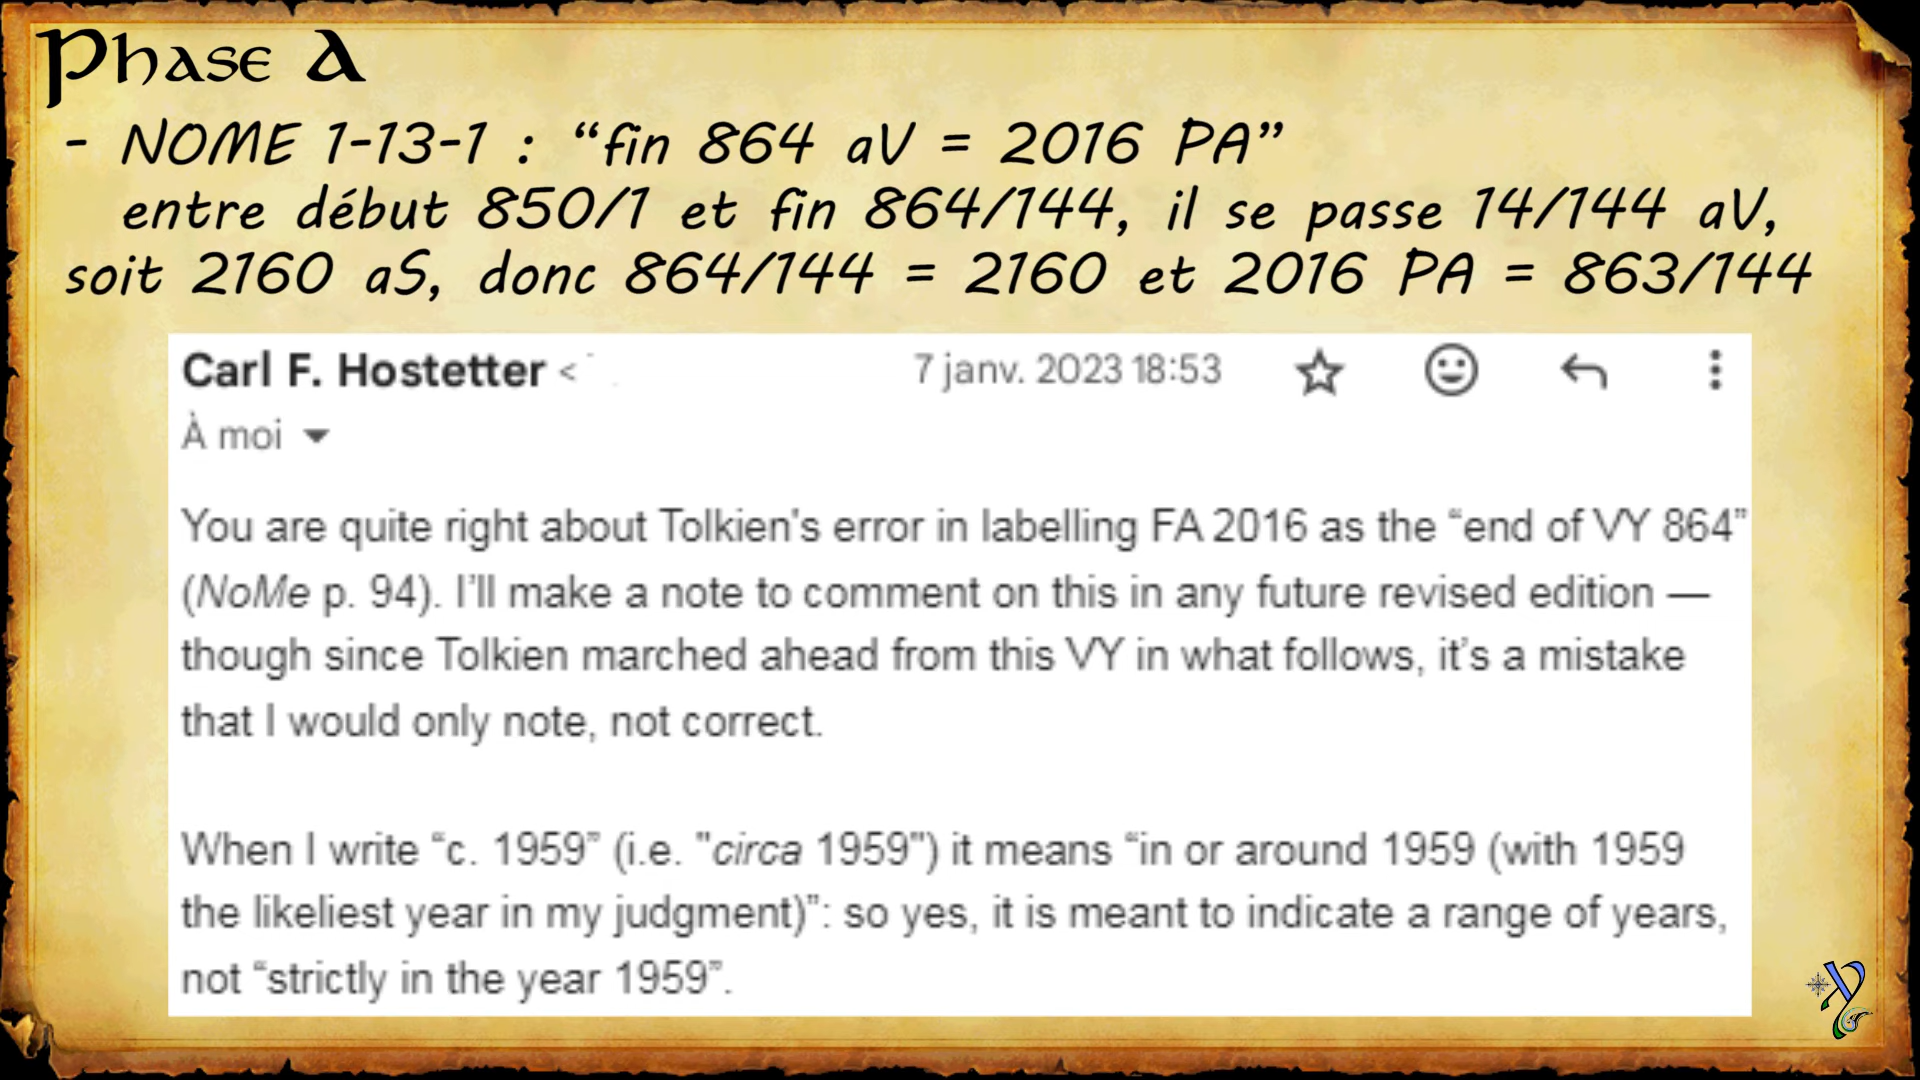 Phase A
- NOME 1-13-1 : “fin 864 aV = 2016 PA”
entre début 850/1 et fin 864/144, il se passe 14/144 aV,
soit 2160 aS, donc 864/144 = 2160 et 2016 PA = 863/144
Carl F. Hostetter <
7 janv. 2023 18:53
À moi
You are quite right about Tolkien's error in labelling FA 2016 as the “end of VY 864”
(NoMe p. 94). I’ll make a note to comment on this in any future revised edition —
though since Tolkien marched ahead from this VY in what follows, it’s a mistake
that I would only note, not correct.
When I write “c. 1959” (i.e. "circa 1959") it means “in or around 1959 (with 1959
the likeliest year in my judgment)”: so yes, it is meant to indicate a range of years,
not “strictly in the year 1959”.